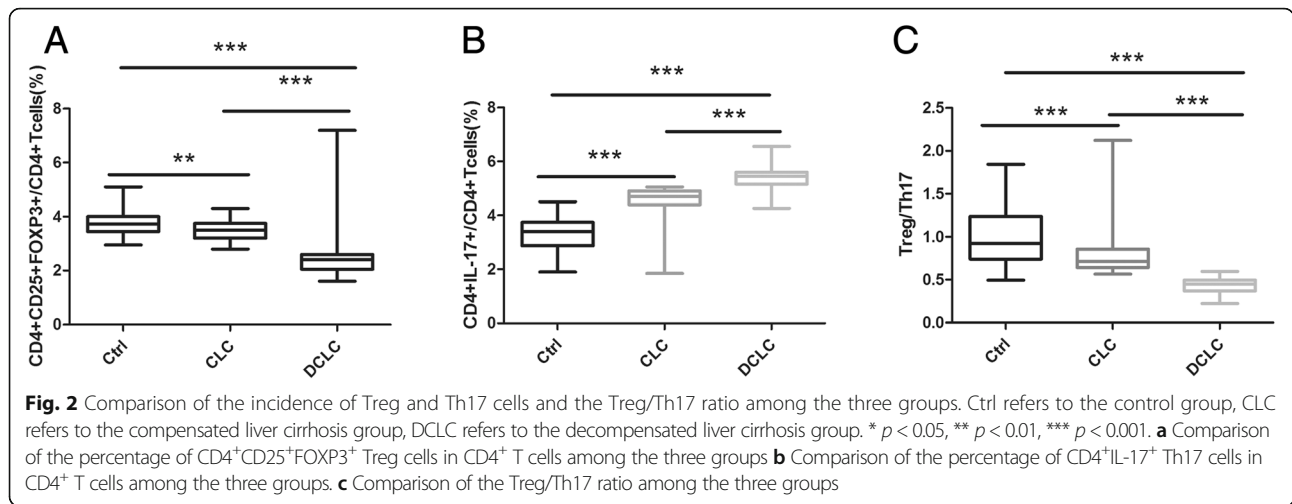 A
CD4+CD25+FOXP3+/CD4+Tcells(%)
8
6
4
2
0
***
***
**
Ctrl
CLC
DCLC
B
CD4+IL-17+/CD4+Tcells(%)
8
6
4
2
0
***
***
***
Ctrl
CLC
DCLC
C
Treg/Th17
2.5
2.0
1.5
1.0
0.5
0.0
***
***
***
Ctrl
CLC
DCLC
Fig. 2 Comparison of the incidence of Treg and Th17 cells and the Treg/Th17 ratio among the three groups. Ctrl refers to the control group, CLC
refers to the compensated liver cirrhosis group, DCLC refers to the decompensated liver cirrhosis group. * p < 0.05, ** p < 0.01, *** p < 0.001. a Comparison
of the percentage of CD4⁺CD25⁺FOXP3⁺ Treg cells in CD4⁺ T cells among the three groups b Comparison of the percentage of CD4⁺IL-17⁺ Th17 cells in
CD4⁺ T cells among the three groups. c Comparison of the Treg/Th17 ratio among the three groups